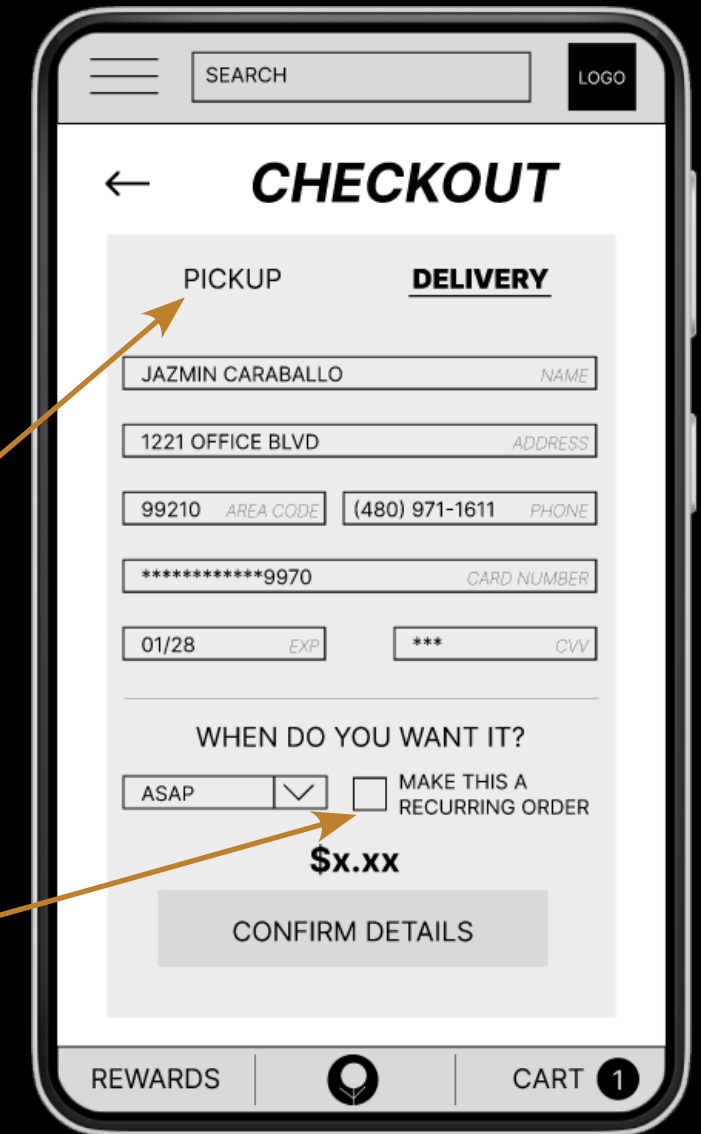 SEARCH
LOGO
CHECKOUT
PICKUP DELIVERY
JAZMIN CARABALLO NAME
1221 OFFICE BLVD ADDRESS
99210 AREA CODE (480) 971-1611 PHONE
************9970 CARD NUMBER
01/28 EXP *** CVV
WHEN DO YOU WANT IT?
ASAP
MAKE THIS A
RECURRING ORDER
$x.xx
CONFIRM DETAILS
REWARDS CART 1